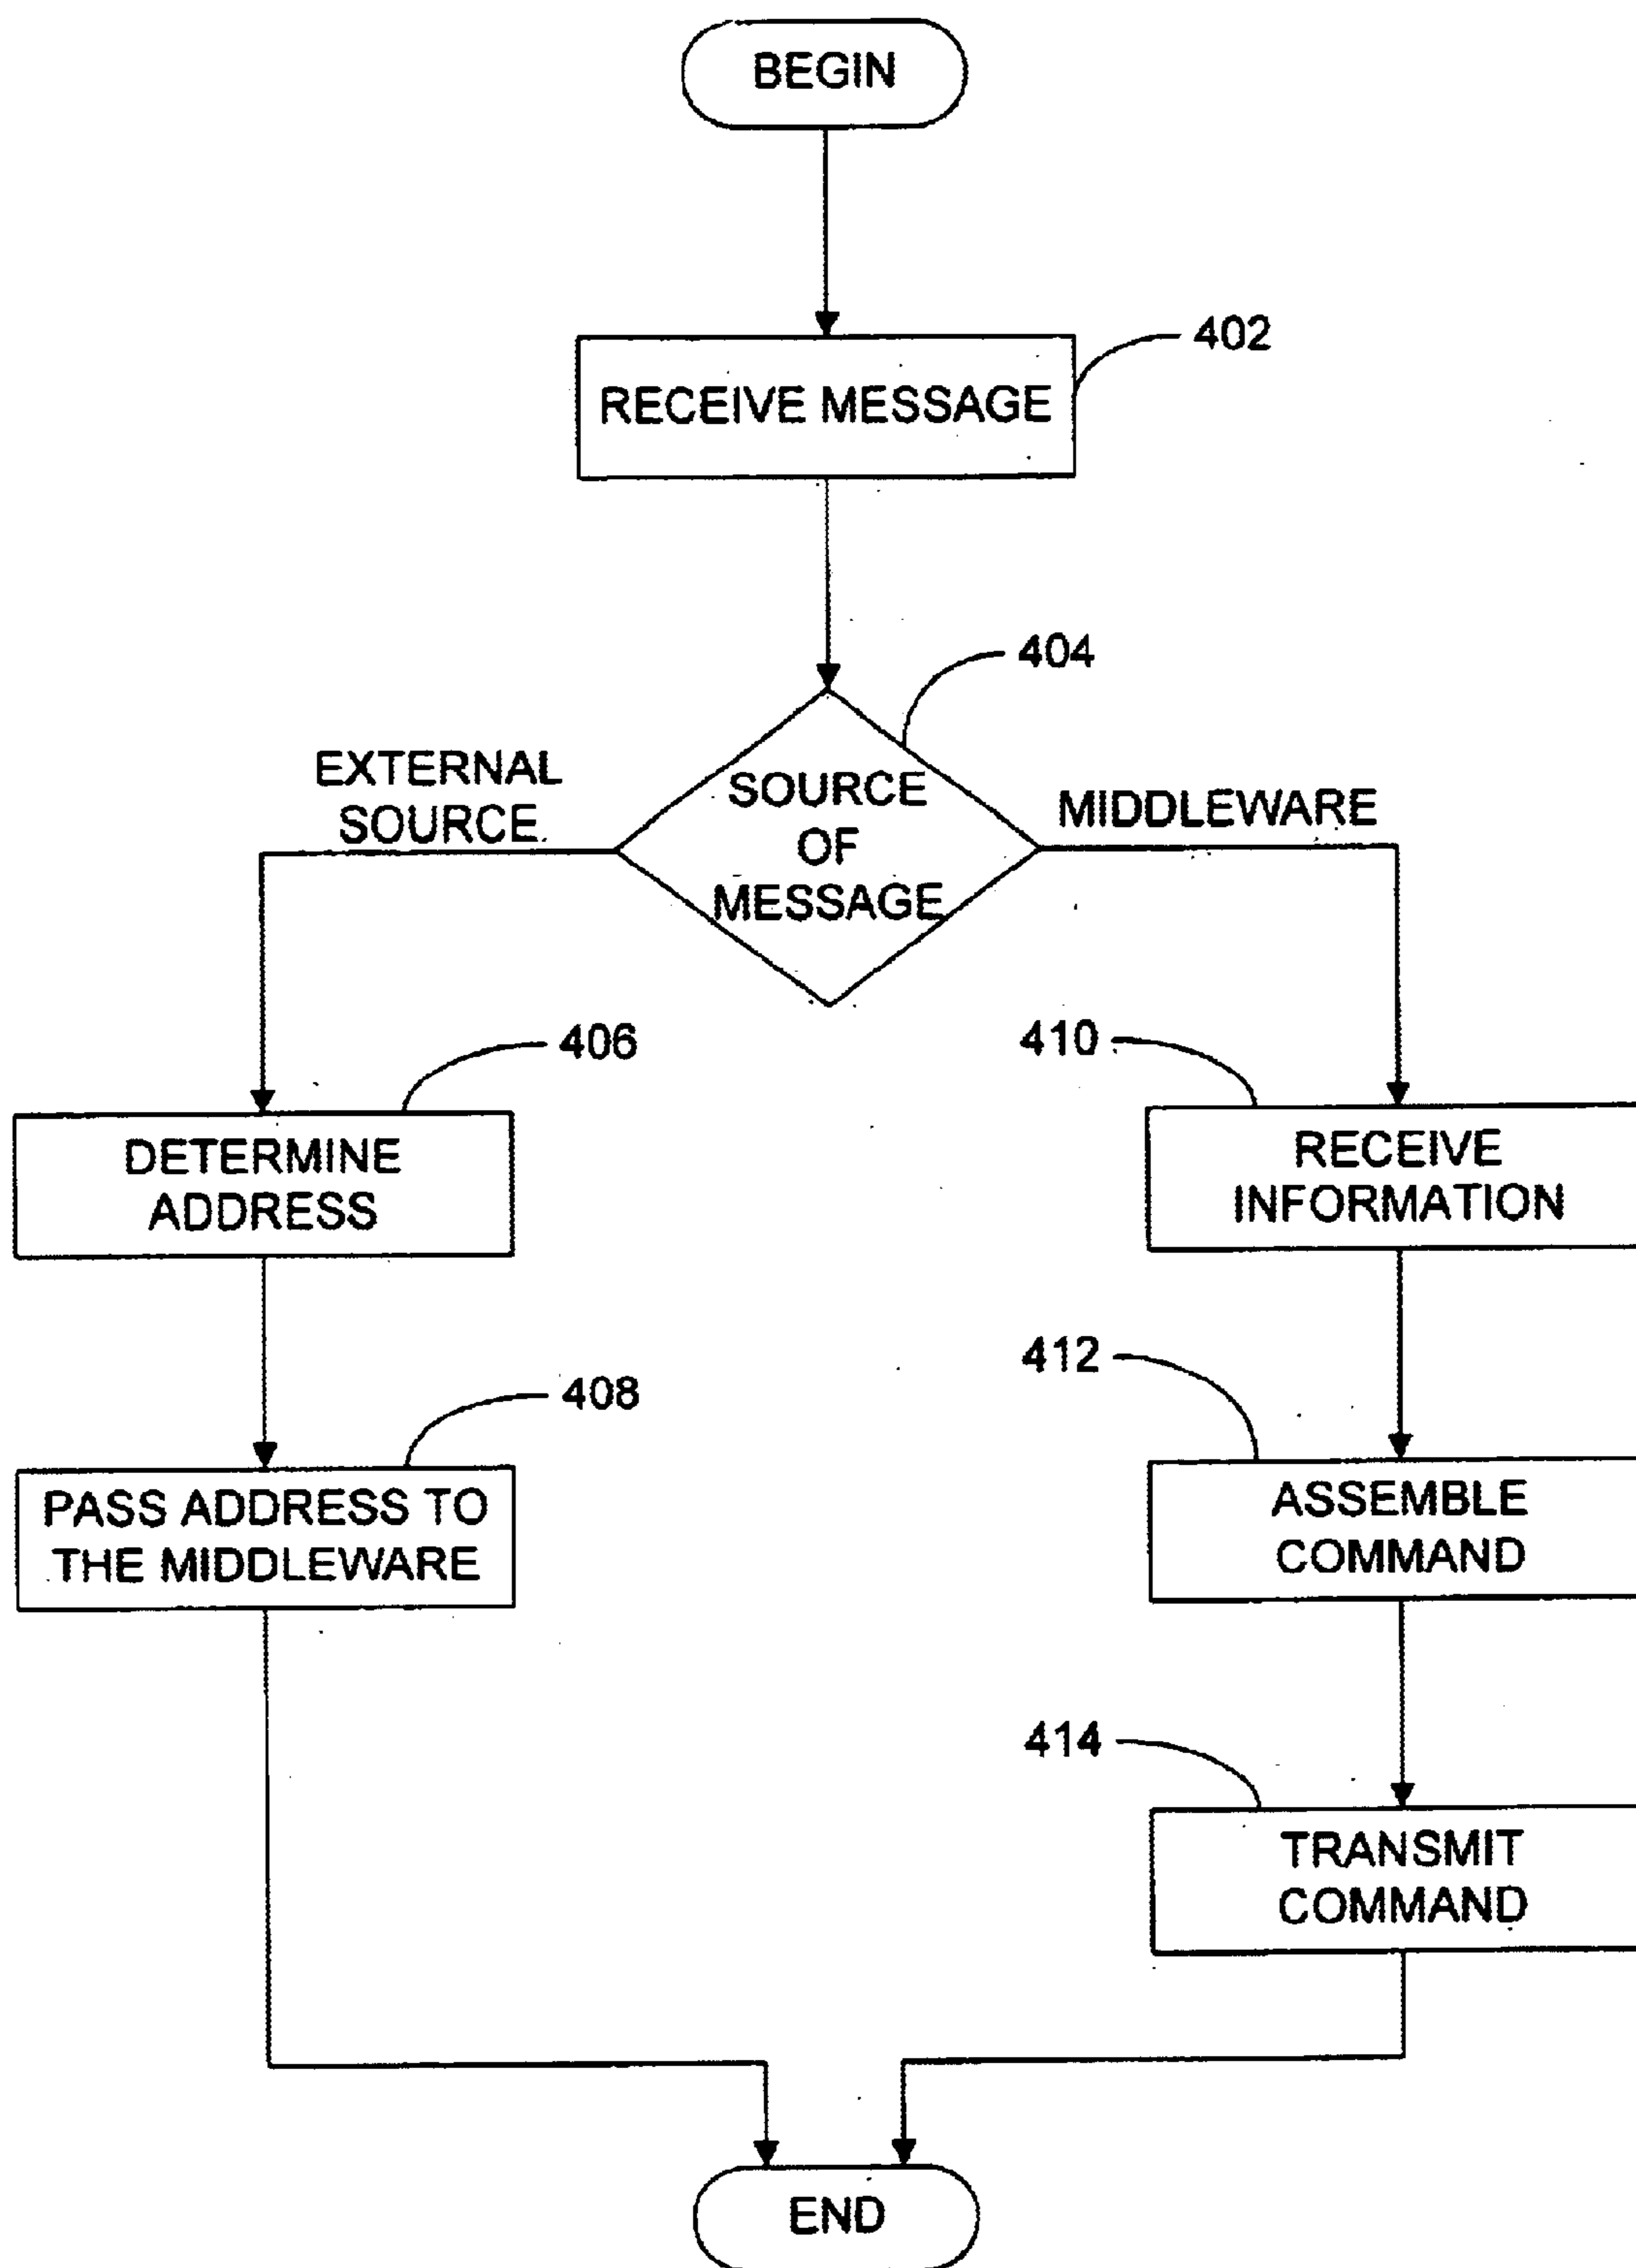 BEGIN
402
RECEIVE MESSAGE
404
EXTERNAL
SOURCE
SOURCE
OF
MESSAGE
MIDDLEWARE
406
DETERMINE
ADDRESS
408
PASS ADDRESS TO
THE MIDDLEWARE
410
RECEIVE
INFORMATION
412
ASSEMBLE
COMMAND
414
TRANSMIT
COMMAND
END